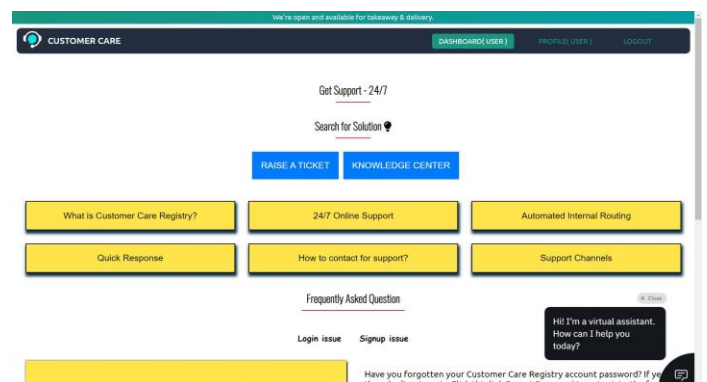 We're open and available for takeaway & delivery.
CUSTOMER CARE
DASHBOARD( USER )
PROFILE( USER )
LOGOUT
Get Support - 24/7
Search for Solution
RAISE A TICKET
KNOWLEDGE CENTER
What is Customer Care Registry?
24/7 Online Support
Automated Internal Routing
Quick Response
How to contact for support?
Support Channels
Frequently Asked Question
× Close
Hi! I'm a virtual assistant.
How can I help you
today?
Login issue
Signup issue
Have you forgotten your Customer Care Registry account password? If ye